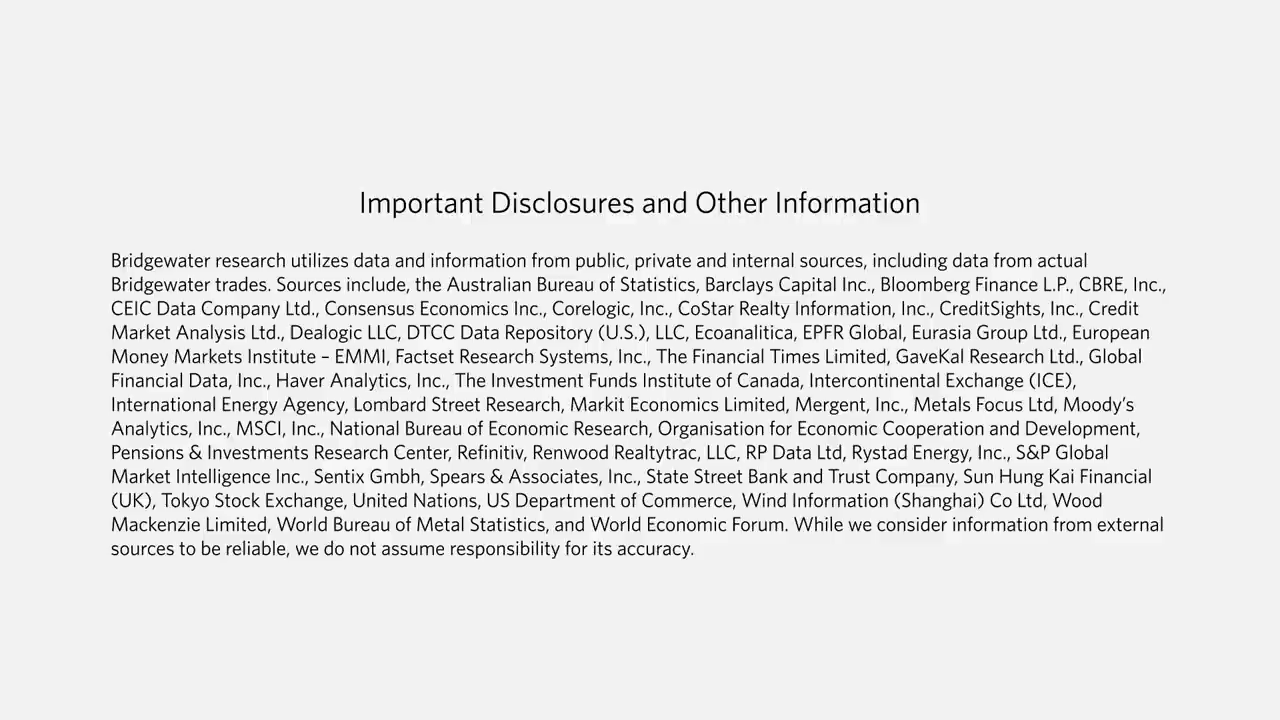 Important Disclosures and Other Information
Bridgewater research utilizes data and information from public, private and internal sources, including data from actual
Bridgewater trades. Sources include, the Australian Bureau of Statistics, Barclays Capital Inc., Bloomberg Finance L.P., CBRE, Inc.,
CEIC Data Company Ltd., Consensus Economics Inc., Corelogic, Inc., CoStar Realty Information, Inc., CreditSights, Inc., Credit
Market Analysis Ltd., Dealogic LLC, DTCC Data Repository (U.S.), LLC, Ecoanalitica, EPFR Global, Eurasia Group Ltd., European
Money Markets Institute – EMMI, Factset Research Systems, Inc., The Financial Times Limited, GaveKal Research Ltd., Global
Financial Data, Inc., Haver Analytics, Inc., The Investment Funds Institute of Canada, Intercontinental Exchange (ICE),
International Energy Agency, Lombard Street Research, Markit Economics Limited, Mergent, Inc., Metals Focus Ltd, Moody’s
Analytics, Inc., MSCI, Inc., National Bureau of Economic Research, Organisation for Economic Cooperation and Development,
Pensions & Investments Research Center, Refinitiv, Renwood Realtytrac, LLC, RP Data Ltd, Rystad Energy, Inc., S&P Global
Market Intelligence Inc., Sentix Gmbh, Spears & Associates, Inc., State Street Bank and Trust Company, Sun Hung Kai Financial
(UK), Tokyo Stock Exchange, United Nations, US Department of Commerce, Wind Information (Shanghai) Co Ltd, Wood
Mackenzie Limited, World Bureau of Metal Statistics, and World Economic Forum. While we consider information from external
sources to be reliable, we do not assume responsibility for its accuracy.